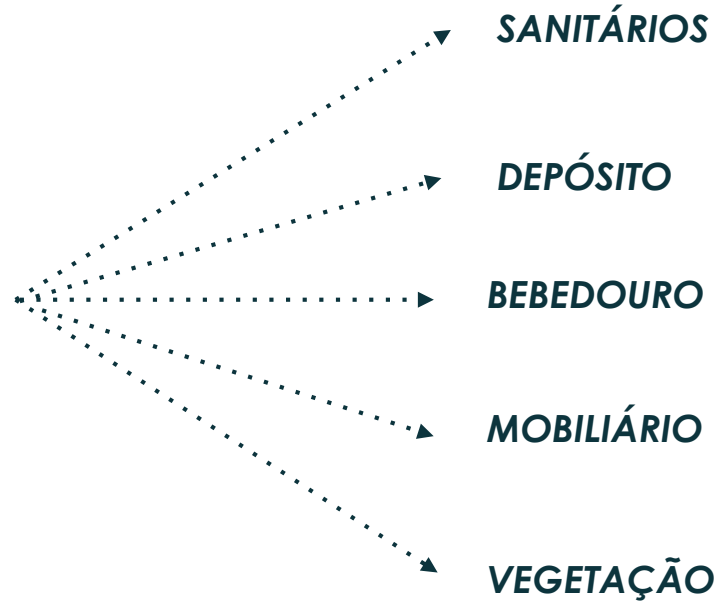 SANITÁRIOS
DEPÓSITO
BEBEDOURO
MOBILIÁRIO
VEGETAÇÃO